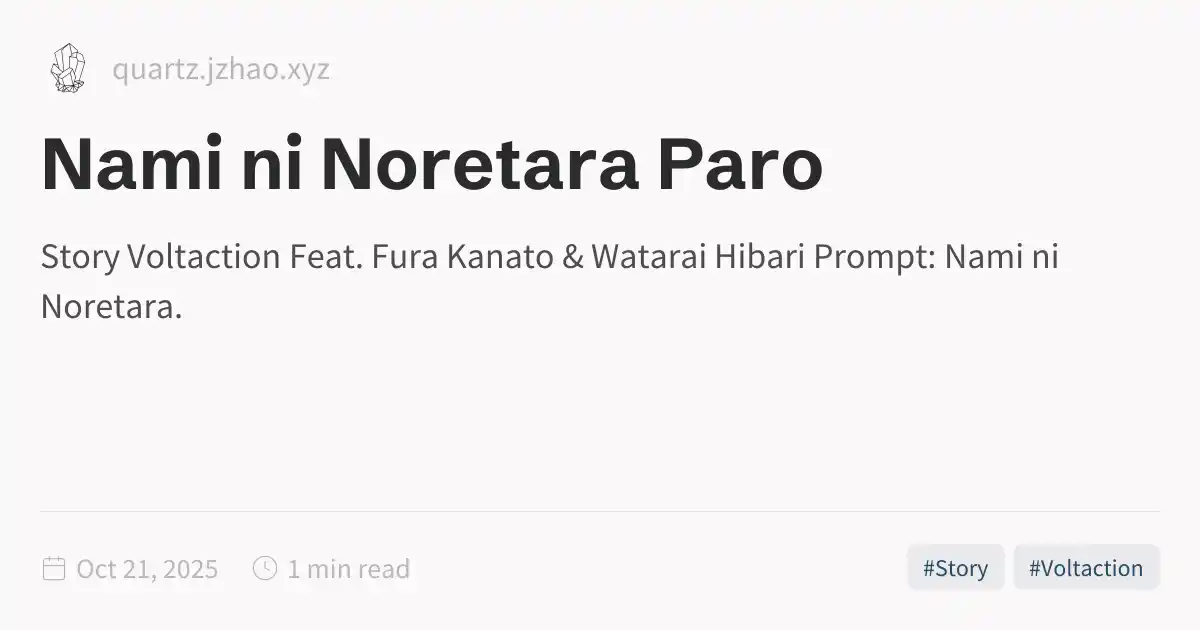 quartz.jzhao.xyz
Nami ni Noretara Paro
Story Voltaction Feat. Fura Kanato & Watarai Hibari Prompt: Nami ni
Noretara.
Oct 21, 2025
1 min read
#Story
#Voltaction